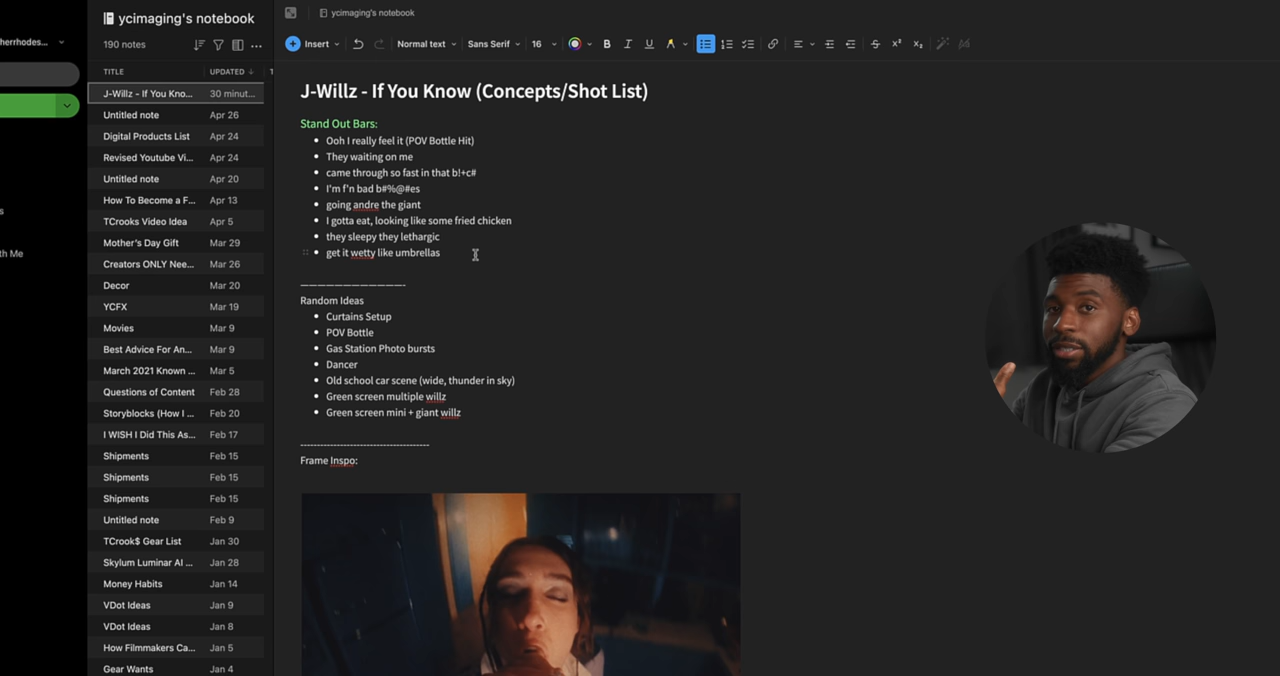 ycimaging's notebook
190 notes
herrhodes...
TITLE
UPDATED
J-Willz - If You Kno... 30 minut...
Untitled note Apr 26
Digital Products List Apr 24
Revised Youtube Vi... Apr 24
Untitled note Apr 20
How To Become a F... Apr 13
TCrooks Video Idea Apr 5
Mother's Day Gift Mar 29
Creators ONLY Nee... Mar 26
Decor Mar 20
YCFX Mar 19
Movies Mar 9
Best Advice For An... Mar 9
March 2021 Known ... Mar 5
Questions of Content Feb 28
Storyblocks (How I ... Feb 20
I WISH I Did This As... Feb 17
Shipments Feb 15
Shipments Feb 15
Shipments Feb 15
Untitled note Feb 9
TCrook$ Gear List Jan 30
Skylum Luminar AI ... Jan 28
Money Habits Jan 14
VDot Ideas Jan 9
VDot Ideas Jan 8
How Filmmakers Ca... Jan 5
Gear Wants Jan 4
s
th Me
ycimaging's notebook
Insert Normal text Sans Serif 16 B I U A
J-Willz - If You Know (Concepts/Shot List)
Stand Out Bars:
Ooh I really feel it (POV Bottle Hit)
They waiting on me
came through so fast in that b!+c#
I'm f'n bad b#%@#es
going andre the giant
I gotta eat, looking like some fried chicken
they sleepy they lethargic
get it wetty like umbrellas
————————————-
Random Ideas
Curtains Setup
POV Bottle
Gas Station Photo bursts
Dancer
Old school car scene (wide, thunder in sky)
Green screen multiple willz
Green screen mini + giant willz
---------------------------------------
Frame Inspo: